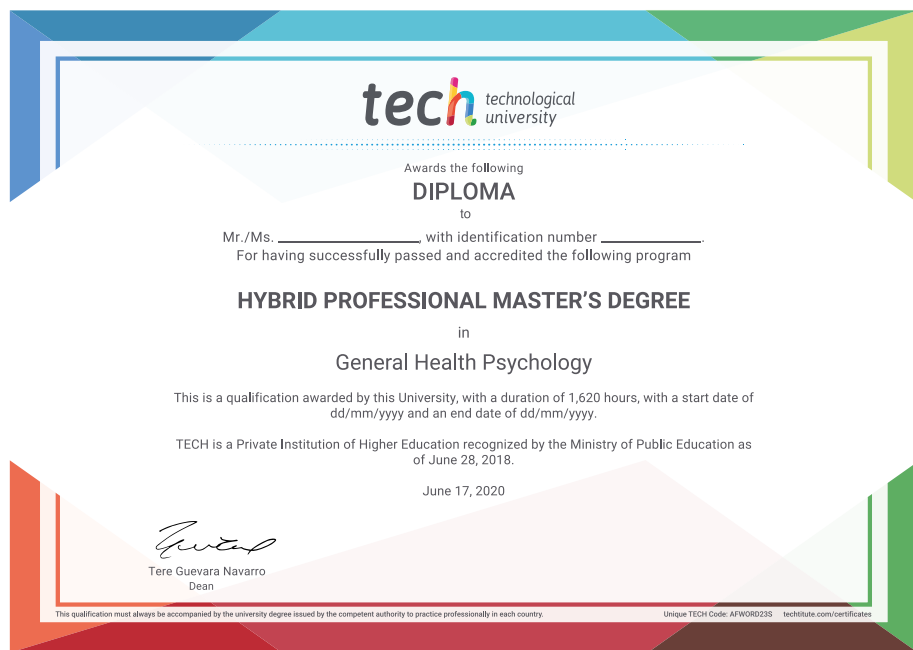 tech technological
university
Awards the following
DIPLOMA
to
Mr./Ms. ____________________, with identification number ______________.
For having successfully passed and accredited the following program
HYBRID PROFESSIONAL MASTER'S DEGREE
in
General Health Psychology
This is a qualification awarded by this University, with a duration of 1,620 hours, with a start date of
dd/mm/yyyy and an end date of dd/mm/yyyy.
TECH is a Private Institution of Higher Education recognized by the Ministry of Public Education as
of June 28, 2018.
June 17, 2020
Tere Guevara Navarro
Dean
This qualification must always be accompanied by the university degree issued by the competent authority to practice professionally in each country. Unique TECH Code: AFWORD23S techtitute.com/certificates